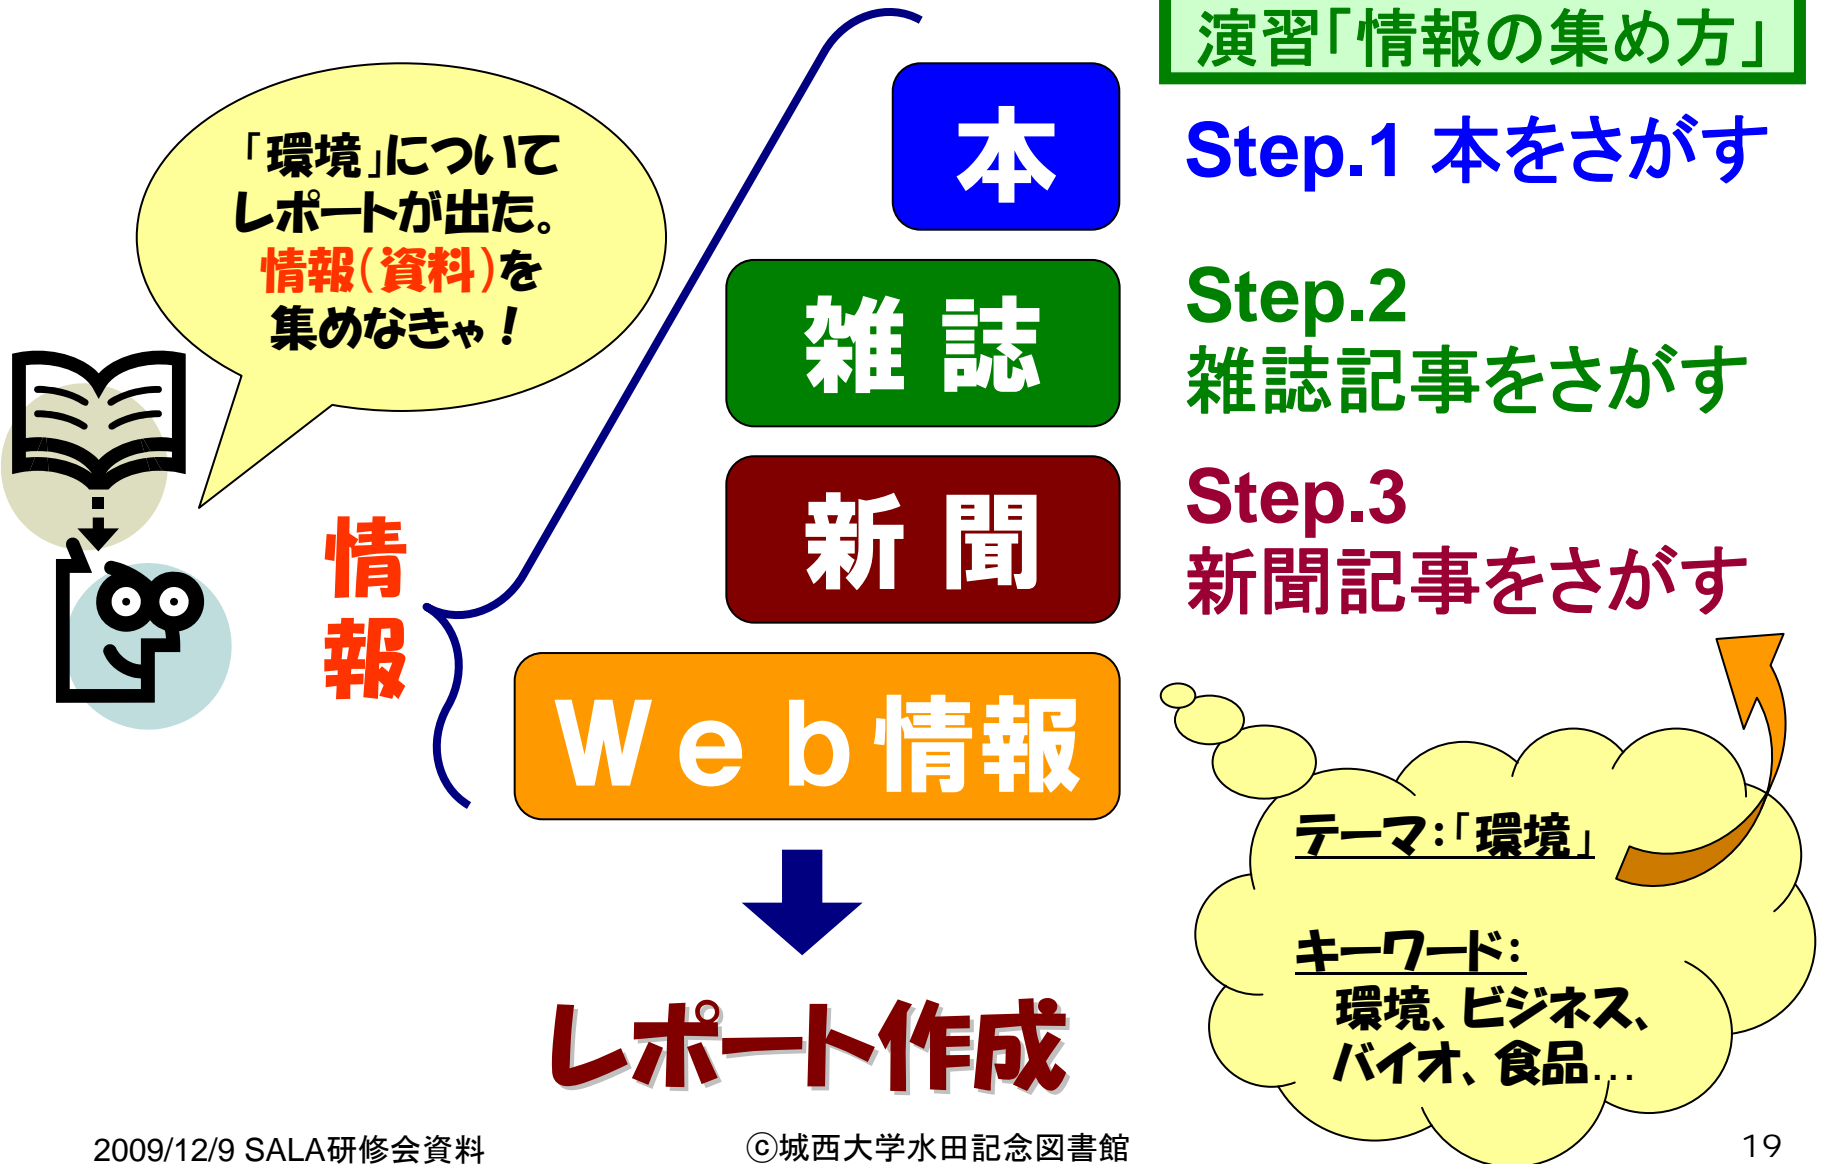 演習「情報の集め方」
「環境」について
レポートが出た。
情報(資料)を
集めなきゃ！
情
報
本
雑 誌
新 聞
Ｗｅｂ情報
レポート作成
Step.1 本をさがす
Step.2
雑誌記事をさがす
Step.3
新聞記事をさがす
テーマ：「環境」
キーワード：
環境、ビジネス、
バイオ、食品…
2009/12/9 SALA研修会資料
ⓒ城西大学水田記念図書館
19